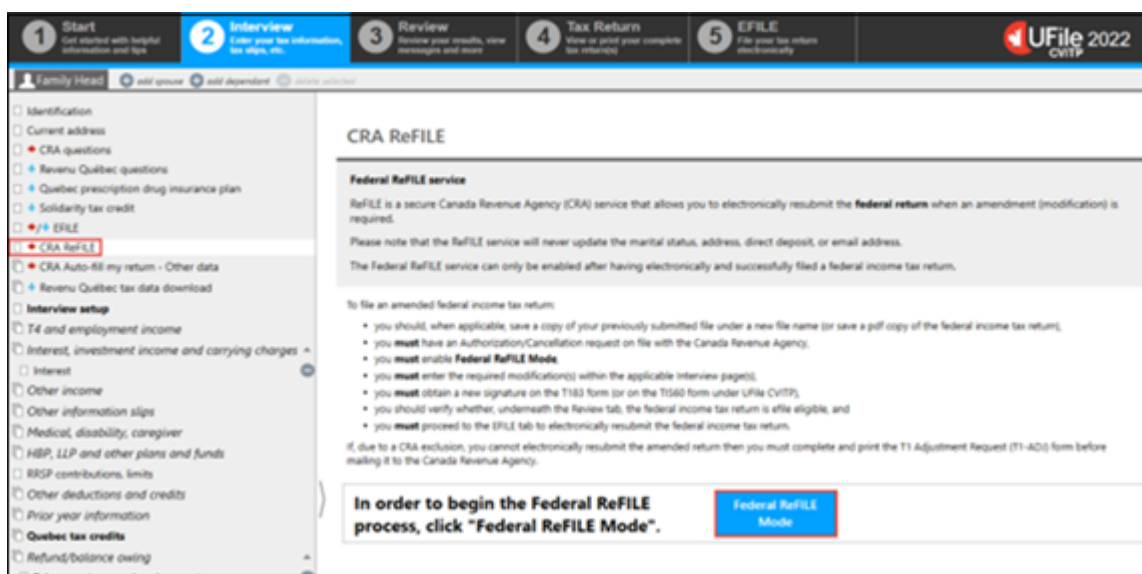 1 Start
Get started with helpful
information and tips
2 Interview
Enter your tax information,
tax slips, etc.
3 Review
Review your results, view
messages and more
4 Tax Return
View or print your complete
tax return(s)
5 EFILE
File your tax return
electronically
UFile 2022
CVITP
Family Head add spouse add dependant delete selected
Identification
Current address
CRA questions
Revenu Québec questions
Quebec prescription drug insurance plan
Solidarity tax credit
/ EFILE
CRA ReFILE
CRA Auto-fill my return - Other data
Revenu Québec tax data download
Interview setup
T4 and employment income
Interest, investment income and carrying charges
Interest
Other income
Other information slips
Medical, disability, caregiver
HBP, LLP and other plans and funds
RRSP contributions, limits
Other deductions and credits
Prior year information
Quebec tax credits
Refund/balance owing
CRA ReFILE
Federal ReFILE service
ReFILE is a secure Canada Revenue Agency (CRA) service that allows you to electronically resubmit the federal return when an amendment (modification) is
required.
Please note that the ReFILE service will never update the marital status, address, direct deposit, or email address.
The Federal ReFILE service can only be enabled after having electronically and successfully filed a federal income tax return.
To file an amended federal income tax return:
• you should, when applicable, save a copy of your previously submitted file under a new file name (or save a pdf copy of the federal income tax return),
• you must have an Authorization/Cancellation request on file with the Canada Revenue Agency,
• you must enable Federal ReFILE Mode,
• you must enter the required modification(s) within the applicable Interview page(s),
• you must obtain a new signature on the T183 form (or on the TIS60 form under UFile CVITP),
• you should verify whether, underneath the Review tab, the federal income tax return is efile eligible, and
• you must proceed to the EFILE tab to electronically resubmit the federal income tax return.
If, due to a CRA exclusion, you cannot electronically resubmit the amended return then you must complete and print the T1 Adjustment Request (T1-ADJ) form before
mailing it to the Canada Revenue Agency.
In order to begin the Federal ReFILE
process, click "Federal ReFILE Mode".
Federal ReFILE
Mode